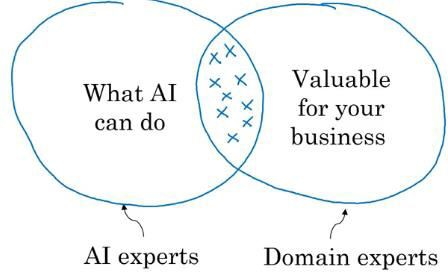 What AI
can do
Valuable
for your
business
AI experts
Domain experts